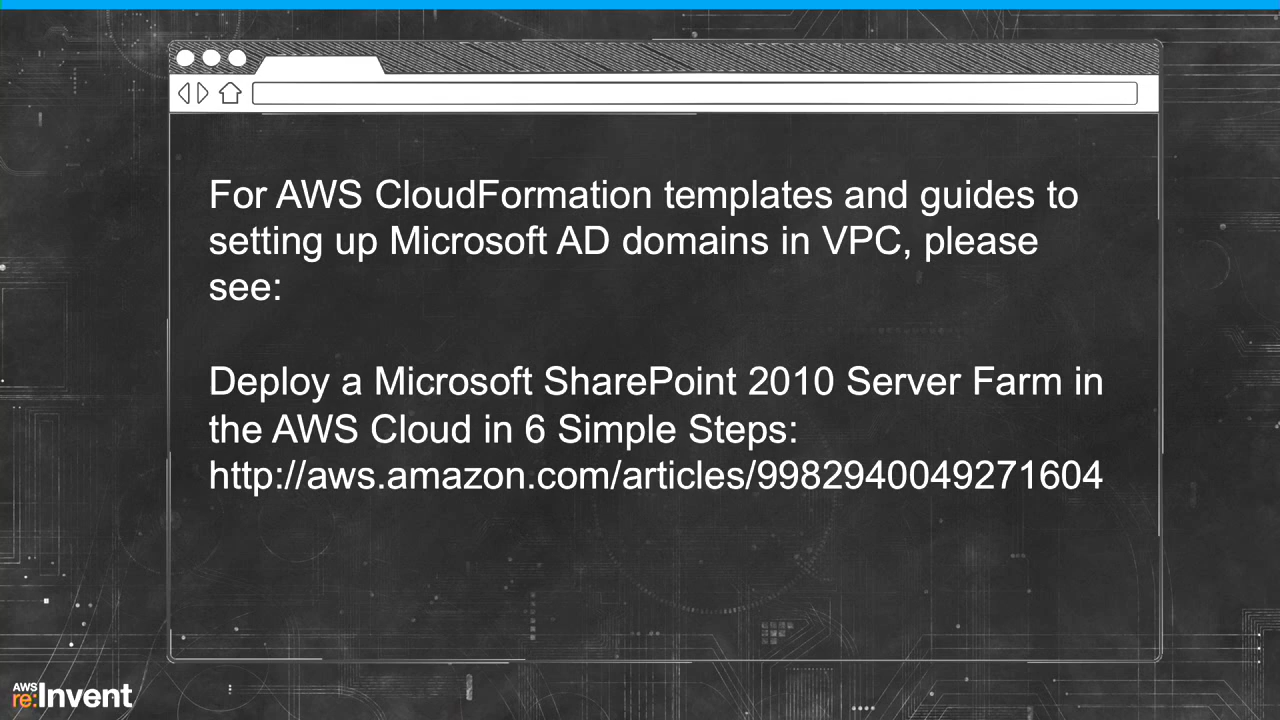 For AWS CloudFormation templates and guides to
setting up Microsoft AD domains in VPC, please
see:
Deploy a Microsoft SharePoint 2010 Server Farm in
the AWS Cloud in 6 Simple Steps:
http://aws.amazon.com/articles/9982940049271604
AWS
re:Invent